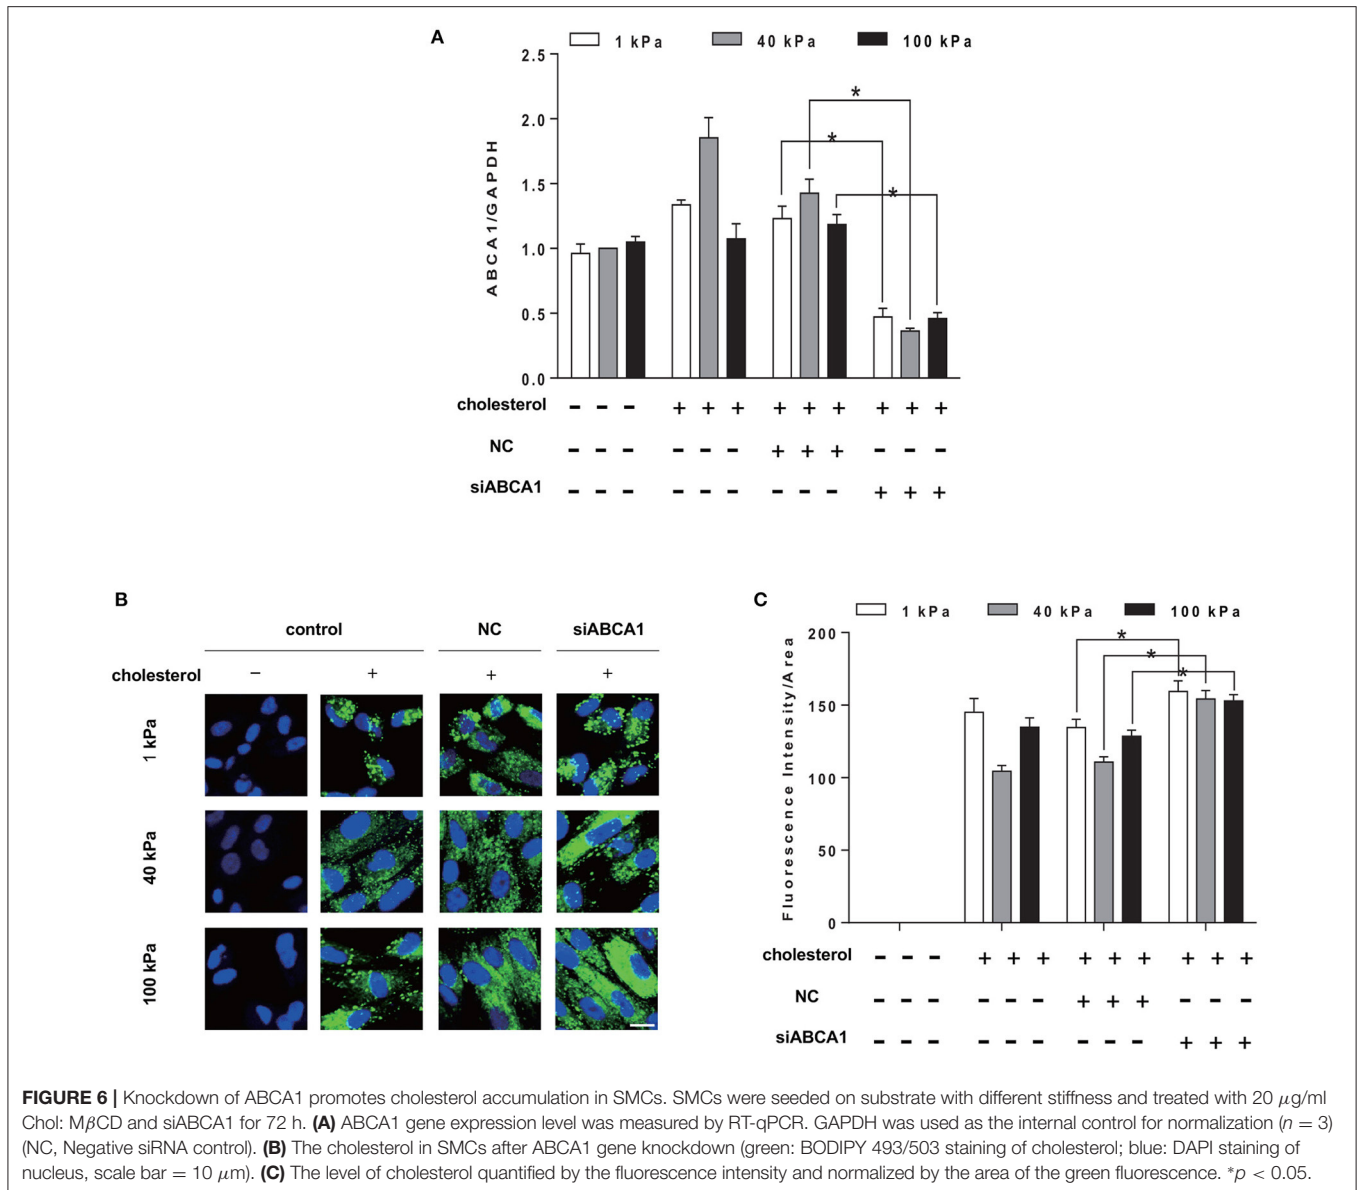 A
1 kPa 40 kPa 100 kPa
2.5
2.0
1.5
1.0
0.5
0.0
ABCA1/GAPDH
* * *
cholesterol − − − + + + + + + + + +
NC − − − − − − + + + − − −
siABCA1 − − − − − − − − − + + +
B
control NC siABCA1
cholesterol − + + +
1 kPa
40 kPa
100 kPa
C
1 kPa 40 kPa 100 kPa
200
150
100
50
0
Fluorescence Intensity/Area
* * *
cholesterol − − − + + + + + + + + +
NC − − − − − − + + + − − −
siABCA1 − − − − − − − − − + + +
FIGURE 6 | Knockdown of ABCA1 promotes cholesterol accumulation in SMCs. SMCs were seeded on substrate with different stiffness and treated with 20 μg/ml
Chol: MβCD and siABCA1 for 72 h. (A) ABCA1 gene expression level was measured by RT-qPCR. GAPDH was used as the internal control for normalization (n = 3)
(NC, Negative siRNA control). (B) The cholesterol in SMCs after ABCA1 gene knockdown (green: BODIPY 493/503 staining of cholesterol; blue: DAPI staining of
nucleus, scale bar = 10 μm). (C) The level of cholesterol quantified by the fluorescence intensity and normalized by the area of the green fluorescence. *p < 0.05.